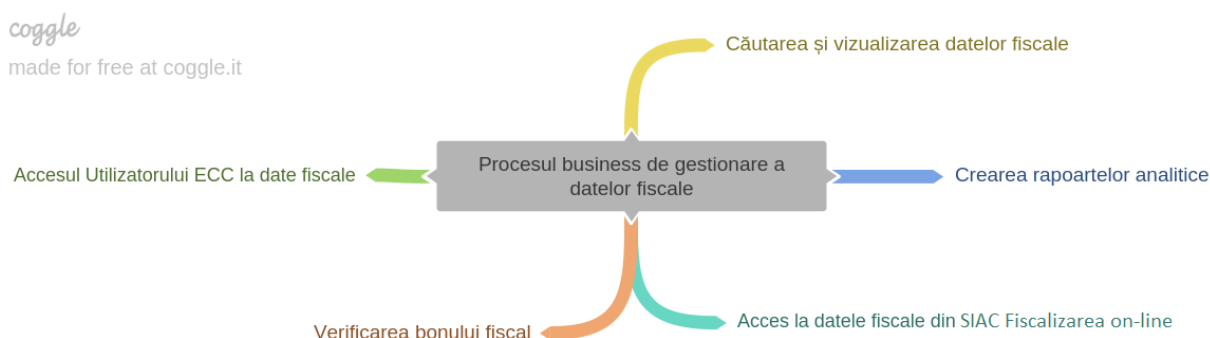 coggle
made for free at coggle.it
Căutarea și vizualizarea datelor fiscale
Accesul Utilizatorului ECC la date fiscale
Procesul business de gestionare a
datelor fiscale
Crearea rapoartelor analitice
Verificarea bonului fiscal
Acces la datele fiscale din SIAC Fiscalizarea on-line